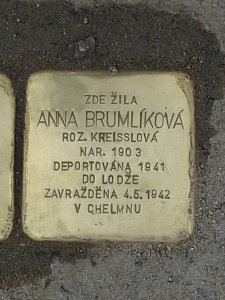 ZDE ŽILA
ANNA BRUMLÍKOVÁ
ROZ. KREISSLOVÁ
NAR. 1903
DEPORTOVÁNA 1941
DO LODŽE
ZAVRAŽDĚNA 4.5.1942
V CHELMNU